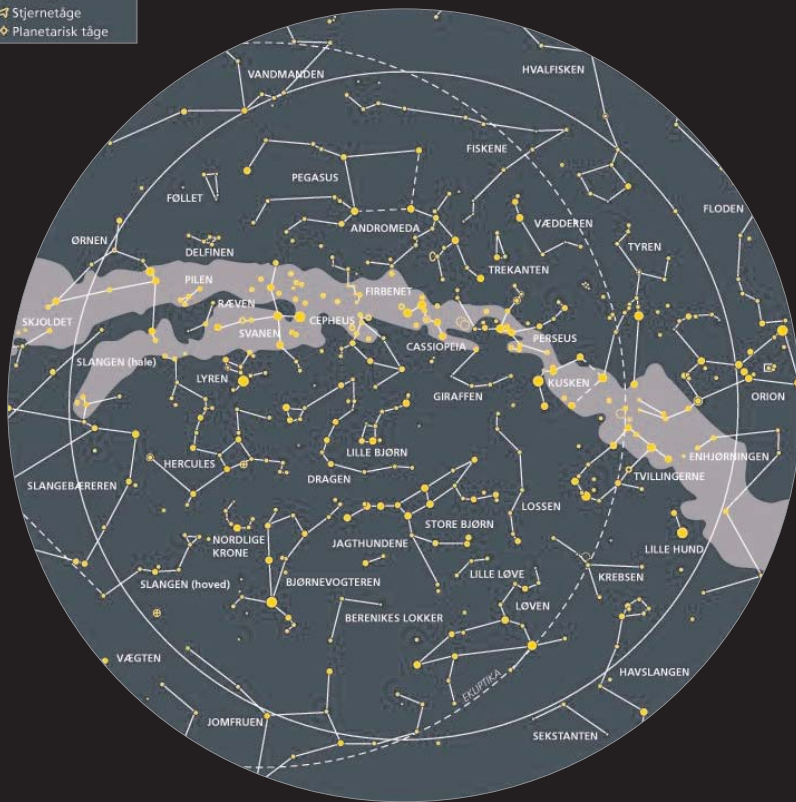 Stjernetåge
Planetarisk tåge
VANDMANDEN
HVALFISKEN
FISKENE
PEGASUS
FØLLET
FLODEN
VÆDDEREN
ANDROMEDA
ØRNEN
TYREN
DELFINEN
TREKANTEN
PILEN
FIRBENET
RÆVEN
SKJOLDET
CEPHEUS
SVANEN
PERSEUS
CASSIOPEIA
SLANGEN (hale)
LYREN
KUSKEN
GIRAFFEN
ORION
LILLE BJØRN
ENHJØRNINGEN
HERCULES
DRAGEN
TVILLINGERNE
SLANGEBÆREREN
LOSSEN
STORE BJØRN
NORDLIGE
KRONE
JAGTHUNDENE
LILLE HUND
LILLE LØVE
KREBSEN
SLANGEN (hoved)
BJØRNEVOGTEREN
LØVEN
BERENIKES LOKKER
VÆGTEN
HAVSLANGEN
EKLIPTIKA
JOMFRUEN
SEKSTANTEN